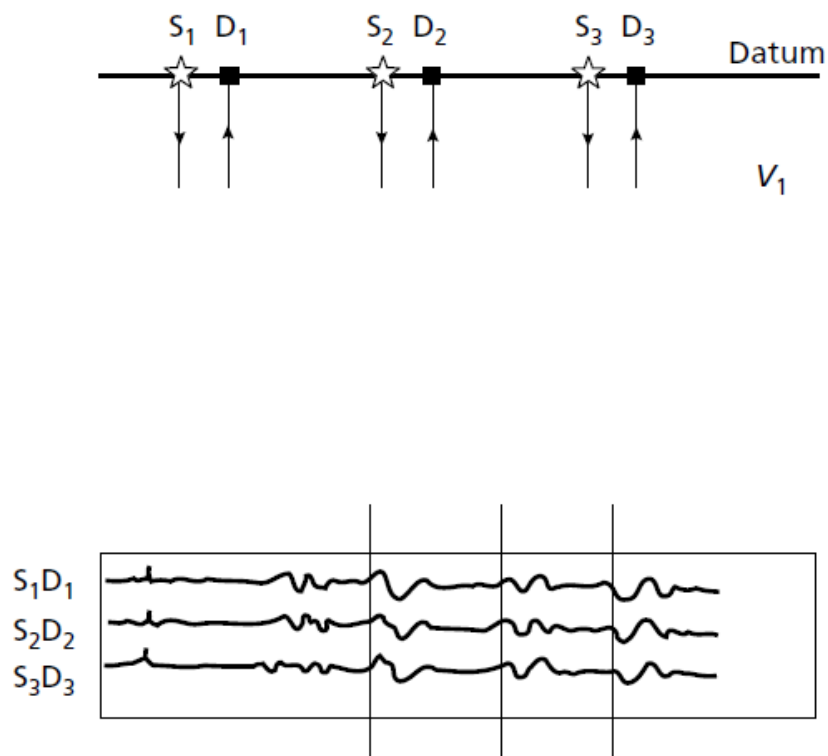 S₁ D₁ S₂ D₂ S₃ D₃
Datum
V₁
S₁D₁
S₂D₂
S₃D₃